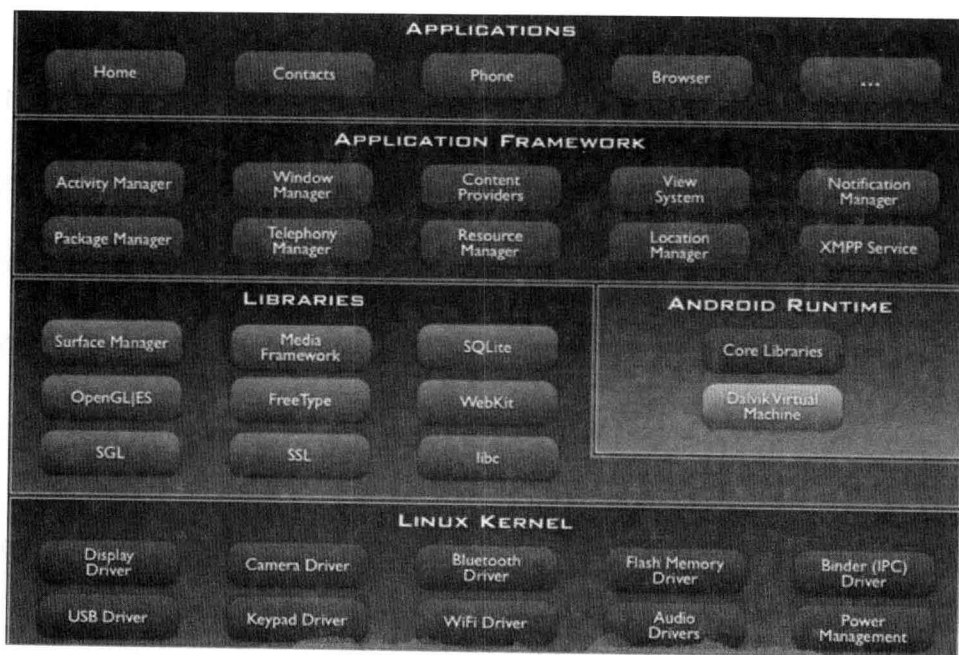 APPLICATIONS
Home
Contacts
Phone
Browser
...
APPLICATION FRAMEWORK
Activity Manager
Window
Manager
Content
Providers
View
System
Notification
Manager
Package Manager
Telephony
Manager
Resource
Manager
Location
Manager
XMPP Service
LIBRARIES
Surface Manager
Media
Framework
SQLite
OpenGL|ES
FreeType
WebKit
SGL
SSL
libc
ANDROID RUNTIME
Core Libraries
Dalvik Virtual
Machine
LINUX KERNEL
Display
Driver
Camera Driver
Bluetooth
Driver
Flash Memory
Driver
Binder (IPC)
Driver
USB Driver
Keypad Driver
WiFi Driver
Audio
Drivers
Power
Management